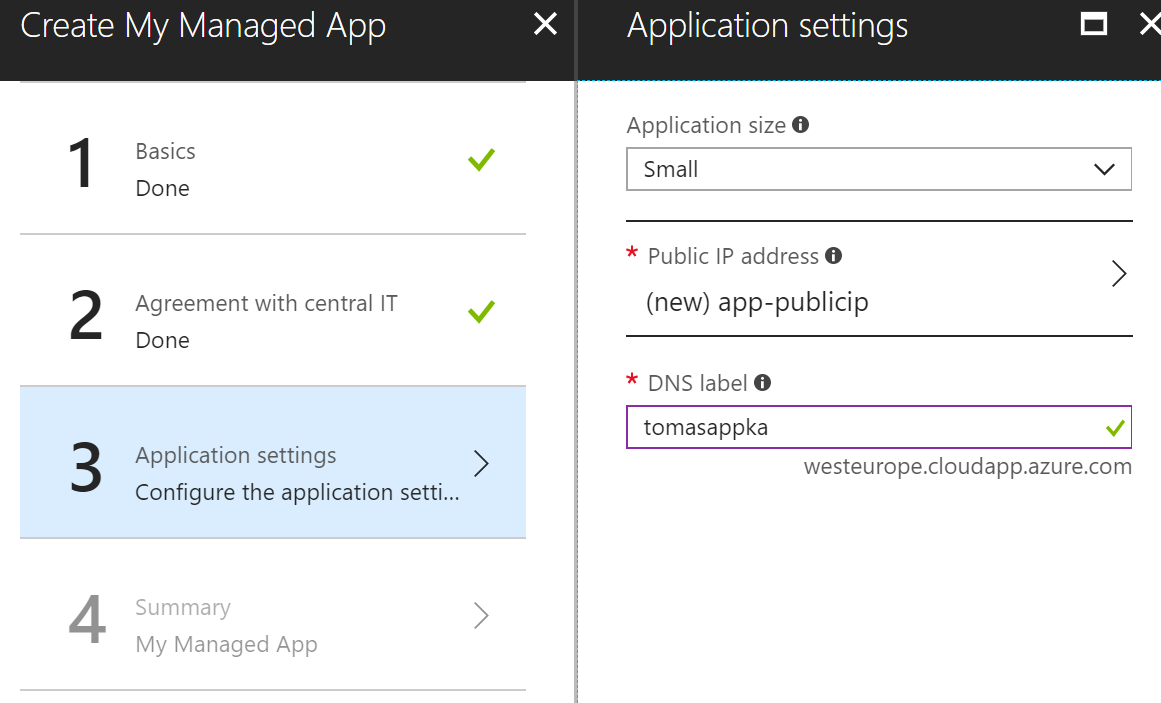 Create My Managed App
1
Basics
Done
2
Agreement with central IT
Done
3
Application settings
Configure the application setti...
4
Summary
My Managed App
Application settings
Application size
Small
* Public IP address
(new) app-publicip
* DNS label
tomasappka
westeurope.cloudapp.azure.com